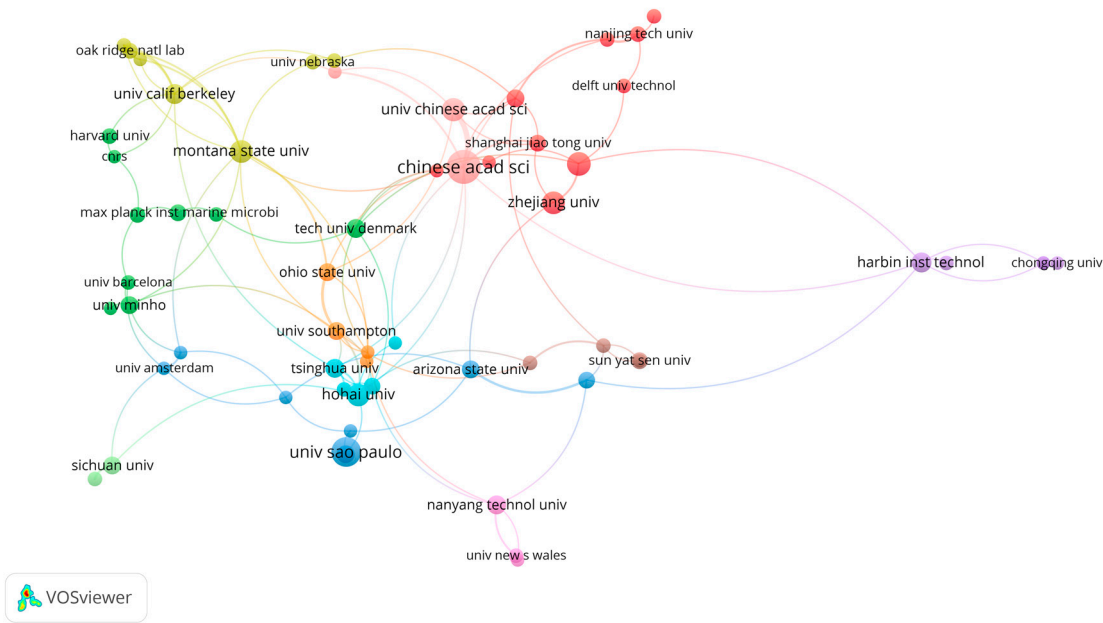 nanjing tech univ
oak ridge natl lab
univ nebraska
delft univ technol
univ calif berkeley
univ chinese acad sci
harvard univ
shanghai jiao tong univ
montana state univ
cnrs
chinese acad sci
zhejiang univ
max planck inst marine microbi
tech univ denmark
harbin inst technol
chongqing univ
ohio state univ
univ barcelona
univ minho
univ southampton
sun yat sen univ
univ amsterdam
tsinghua univ
arizona state univ
hohai univ
univ sao paulo
sichuan univ
nanyang technol univ
univ new s wales
VOSviewer